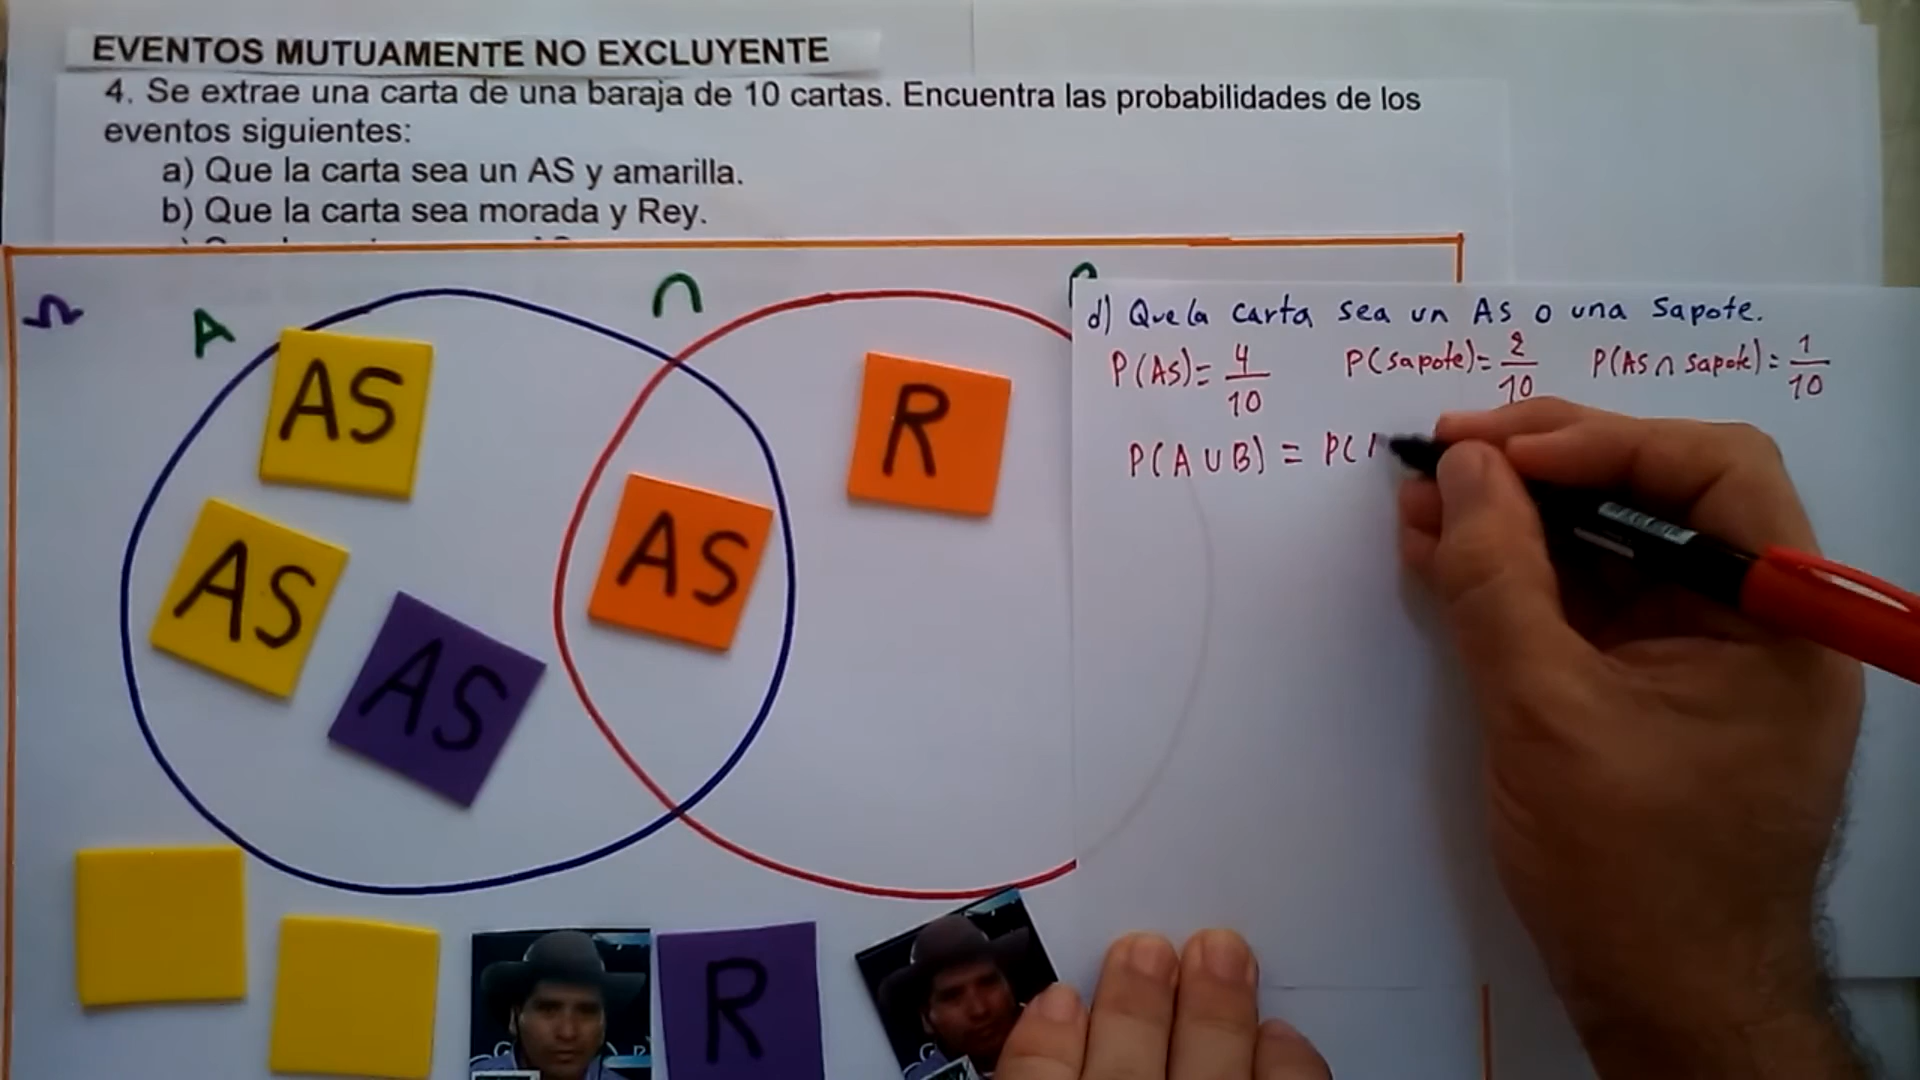 EVENTOS MUTUAMENTE NO EXCLUYENTE
4. Se extrae una carta de una baraja de 10 cartas. Encuentra las probabilidades de los
eventos siguientes:
a) Que la carta sea un AS y amarilla.
b) Que la carta sea morada y Rey.
Ω
A
∩
AS
AS
AS
AS
R
R
d) Que la carta sea un As o una Sapote.
P(AS) = 4/10 P(sapote) = 2/10 P(AS ∩ sapote) = 1/10
P(A ∪ B) = P(